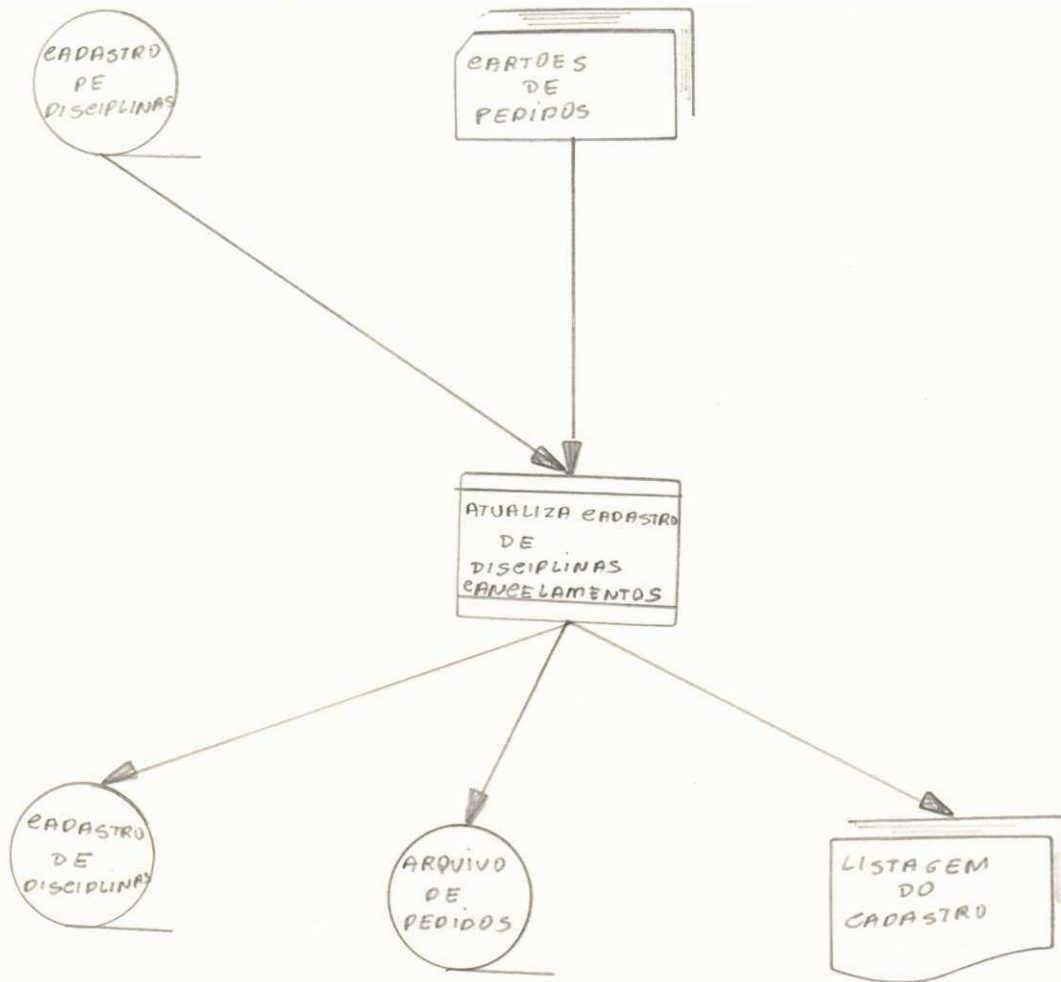 CADASTRO
DE
DISCIPLINAS
CARTOES
DE
PEDIDOS
ATUALIZA CADASTRO
DE
DISCIPLINAS
CANCELAMENTOS
CADASTRO
DE
DISCIPLINAS
ARQUIVO
DE
PEDIDOS
LISTAGEM
DO
CADASTRO